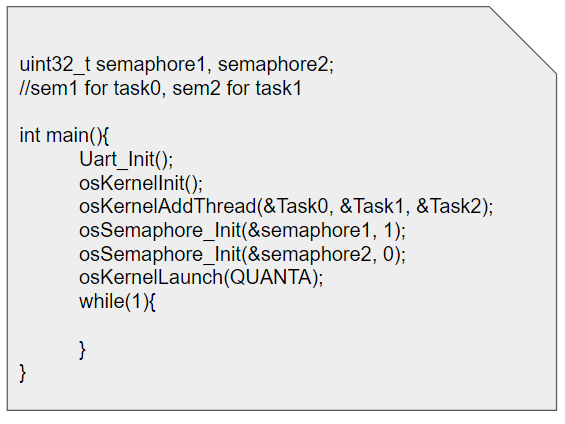 uint32_t semaphore1, semaphore2;
//sem1 for task0, sem2 for task1
int main(){
Uart_Init();
osKernelInit();
osKernelAddThread(&Task0, &Task1, &Task2);
osSemaphore_Init(&semaphore1, 1);
osSemaphore_Init(&semaphore2, 0);
osKernelLaunch(QUANTA);
while(1){
}
}